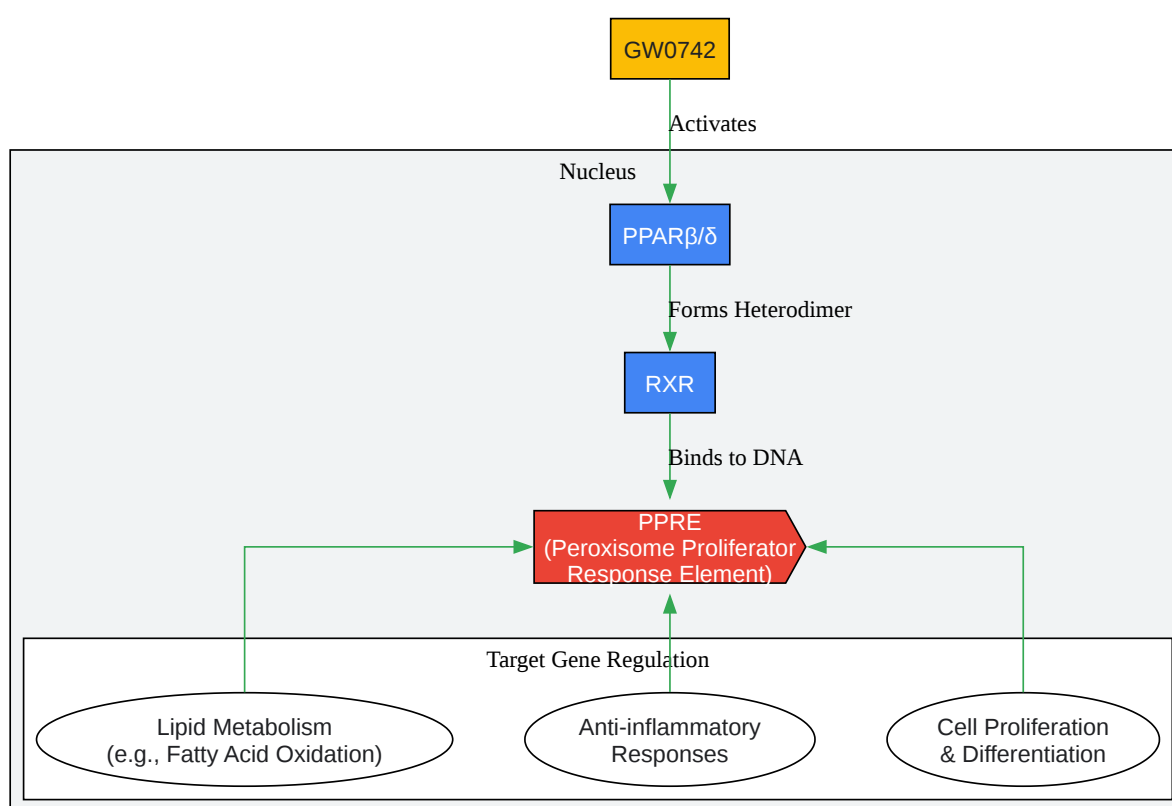 GW0742
Activates
Nucleus
PPARβ/δ
Forms Heterodimer
RXR
Binds to DNA
PPRE
(Peroxisome Proliferator
Response Element)
Target Gene Regulation
Lipid Metabolism
(e.g., Fatty Acid Oxidation)
Anti-inflammatory
Responses
Cell Proliferation
& Differentiation